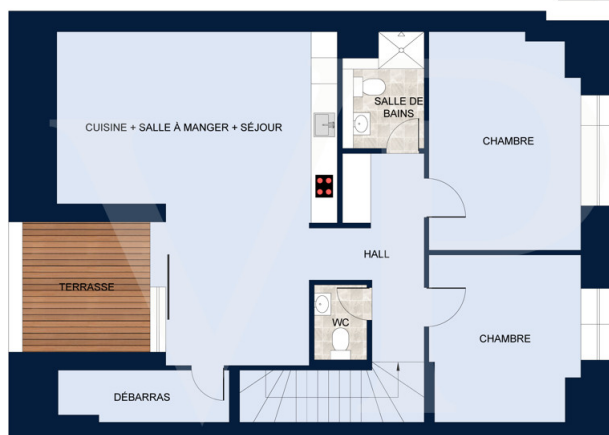 CUISINE + SALLE À MANGER + SÉJOUR
SALLE DE
BAINS
CHAMBRE
HALL
TERRASSE
WC
CHAMBRE
DÉBARRAS